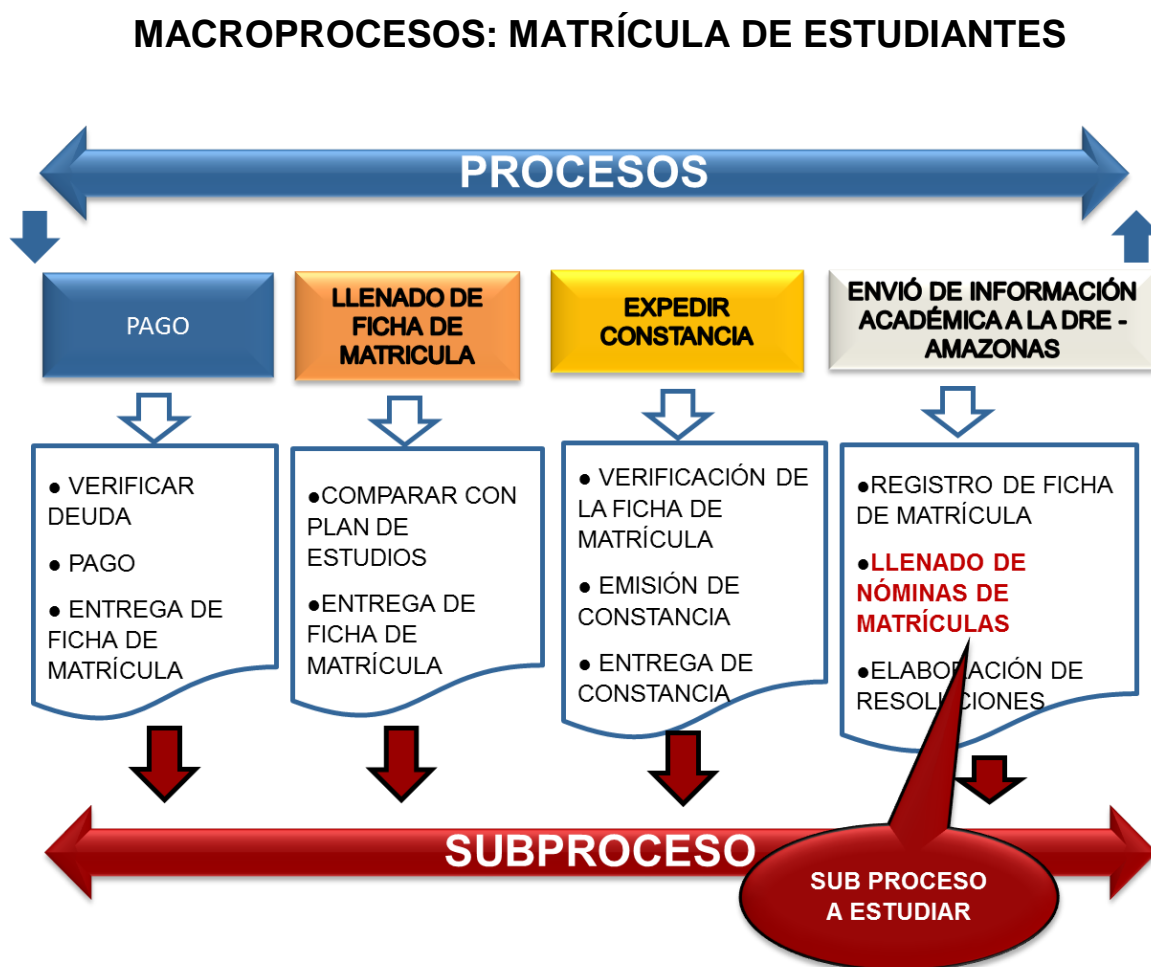 MACROPROCESOS: MATRÍCULA DE ESTUDIANTES
PROCESOS
PAGO
LLENADO DE
FICHA DE
MATRICULA
EXPEDIR
CONSTANCIA
ENVIÓ DE INFORMACIÓN
ACADÉMICA A LA DRE -
AMAZONAS
● VERIFICAR
DEUDA
● PAGO
● ENTREGA DE
FICHA DE
MATRÍCULA
●COMPARAR CON
PLAN DE
ESTUDIOS
●ENTREGA DE
FICHA DE
MATRÍCULA
● VERIFICACIÓN DE
LA FICHA DE
MATRÍCULA
● EMISIÓN DE
CONSTANCIA
● ENTREGA DE
CONSTANCIA
●REGISTRO DE FICHA
DE MATRÍCULA
●LLENADO DE
NÓMINAS DE
MATRÍCULAS
●ELABORACIÓN DE
RESOLUCIONES
SUBPROCESO
SUB PROCESO
A ESTUDIAR